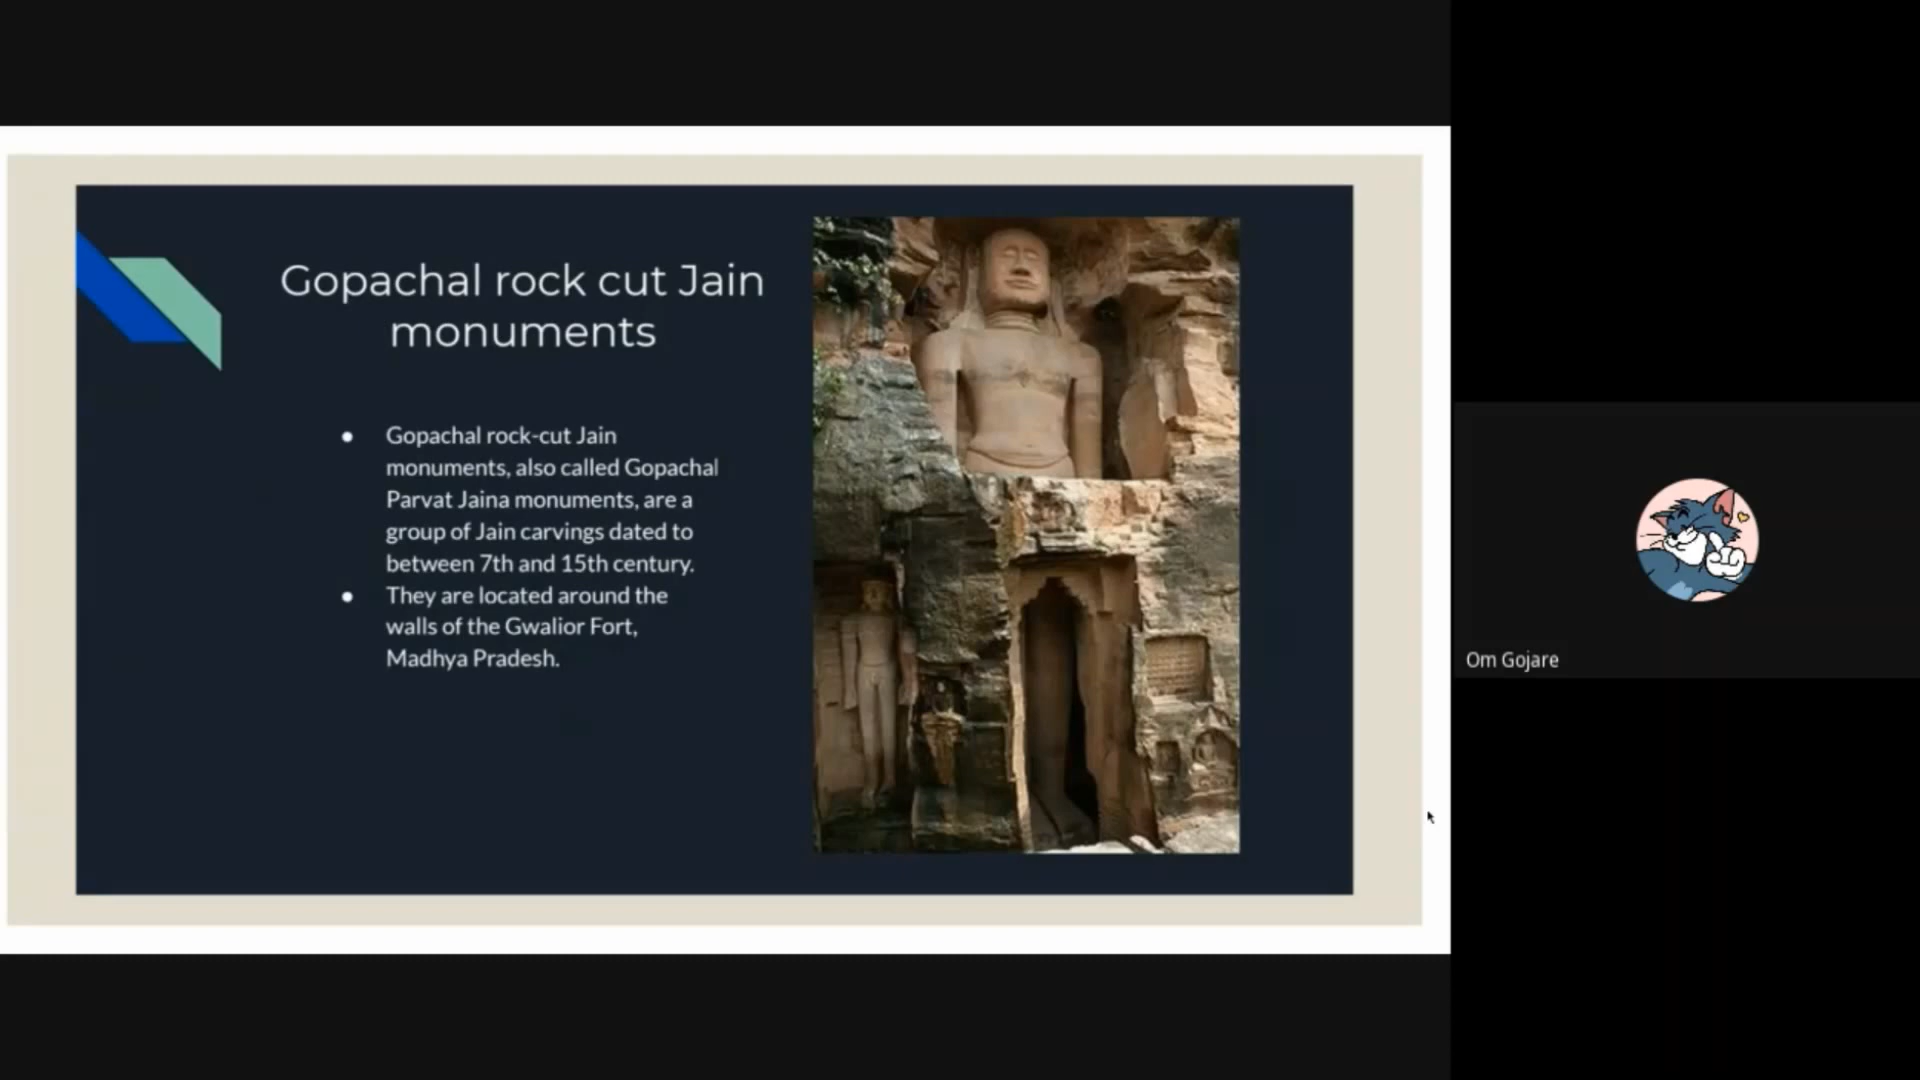 Gopachal rock cut Jain
monuments
● Gopachal rock-cut Jain
monuments, also called Gopachal
Parvat Jaina monuments, are a
group of Jain carvings dated to
between 7th and 15th century.
● They are located around the
walls of the Gwalior Fort,
Madhya Pradesh.
Om Gojare